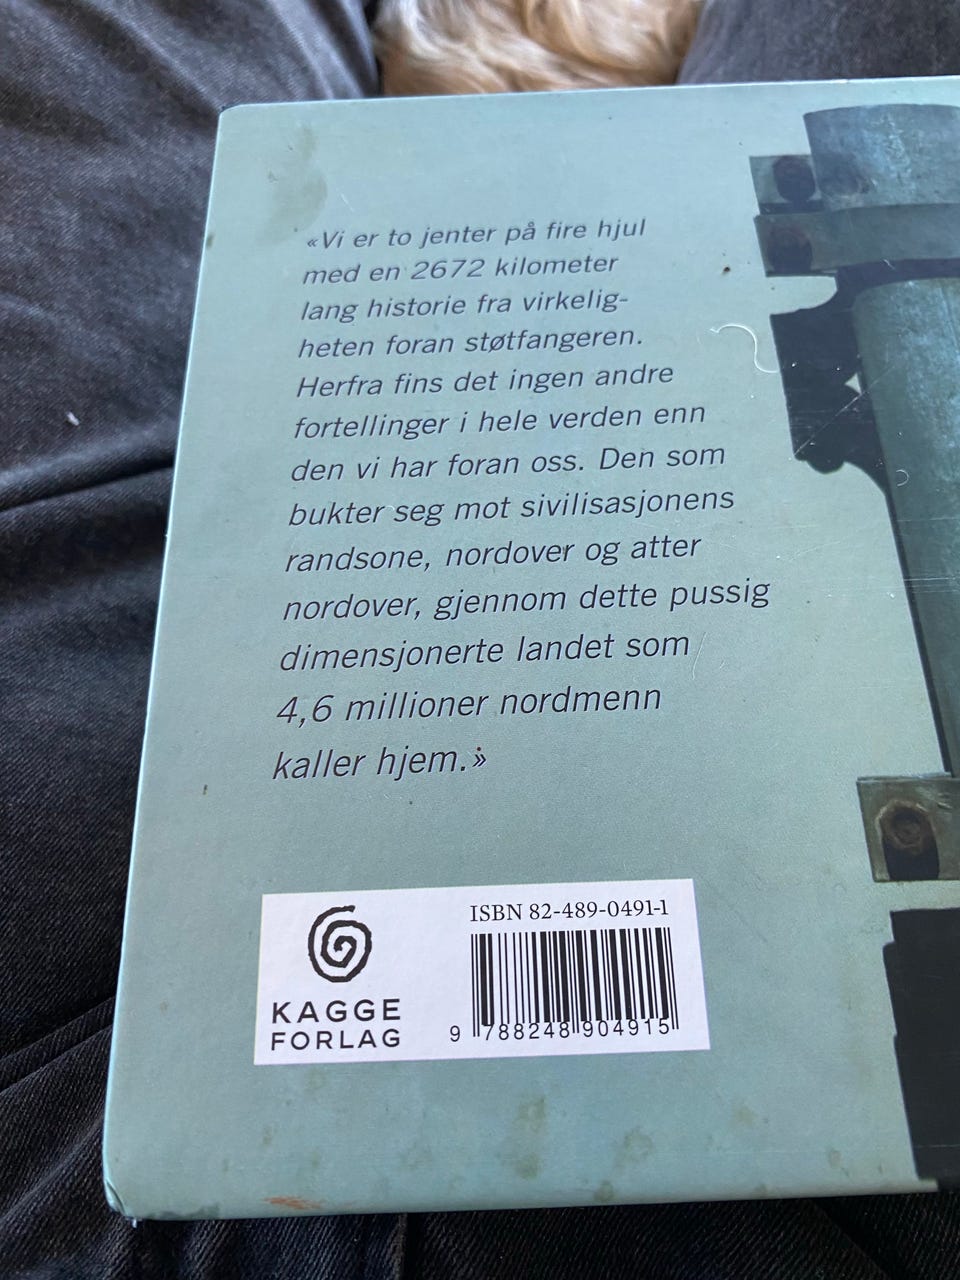 «Vi er to jenter på fire hjul
med en 2672 kilometer
lang historie fra virkelig-
heten foran støtfangeren.
Herfra fins det ingen andre
fortellinger i hele verden enn
den vi har foran oss. Den som
bukter seg mot sivilisasjonens
randsone, nordover og atter
nordover, gjennom dette pussig
dimensjonerte landet som
4,6 millioner nordmenn
kaller hjem.»
KAGGE
FORLAG
ISBN 82-489-0491-1
9 788248 904915